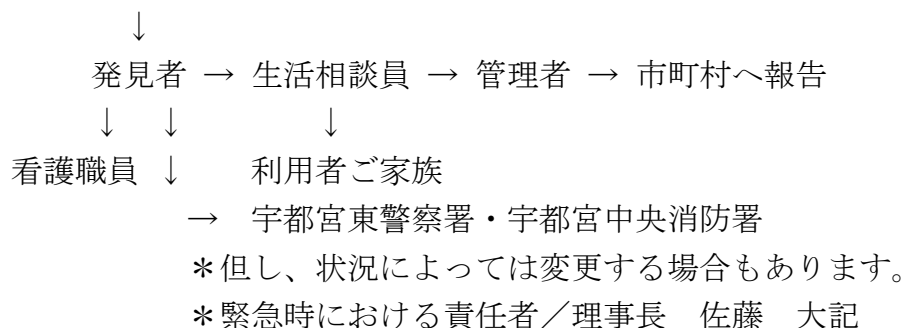 ↓
発見者 → 生活相談員 → 管理者 → 市町村へ報告
↓ ↓ ↓
看護職員 ↓ 利用者ご家族
→ 宇都宮東警察署・宇都宮中央消防署
＊但し、状況によっては変更する場合もあります。
＊緊急時における責任者／理事長 佐藤 大記